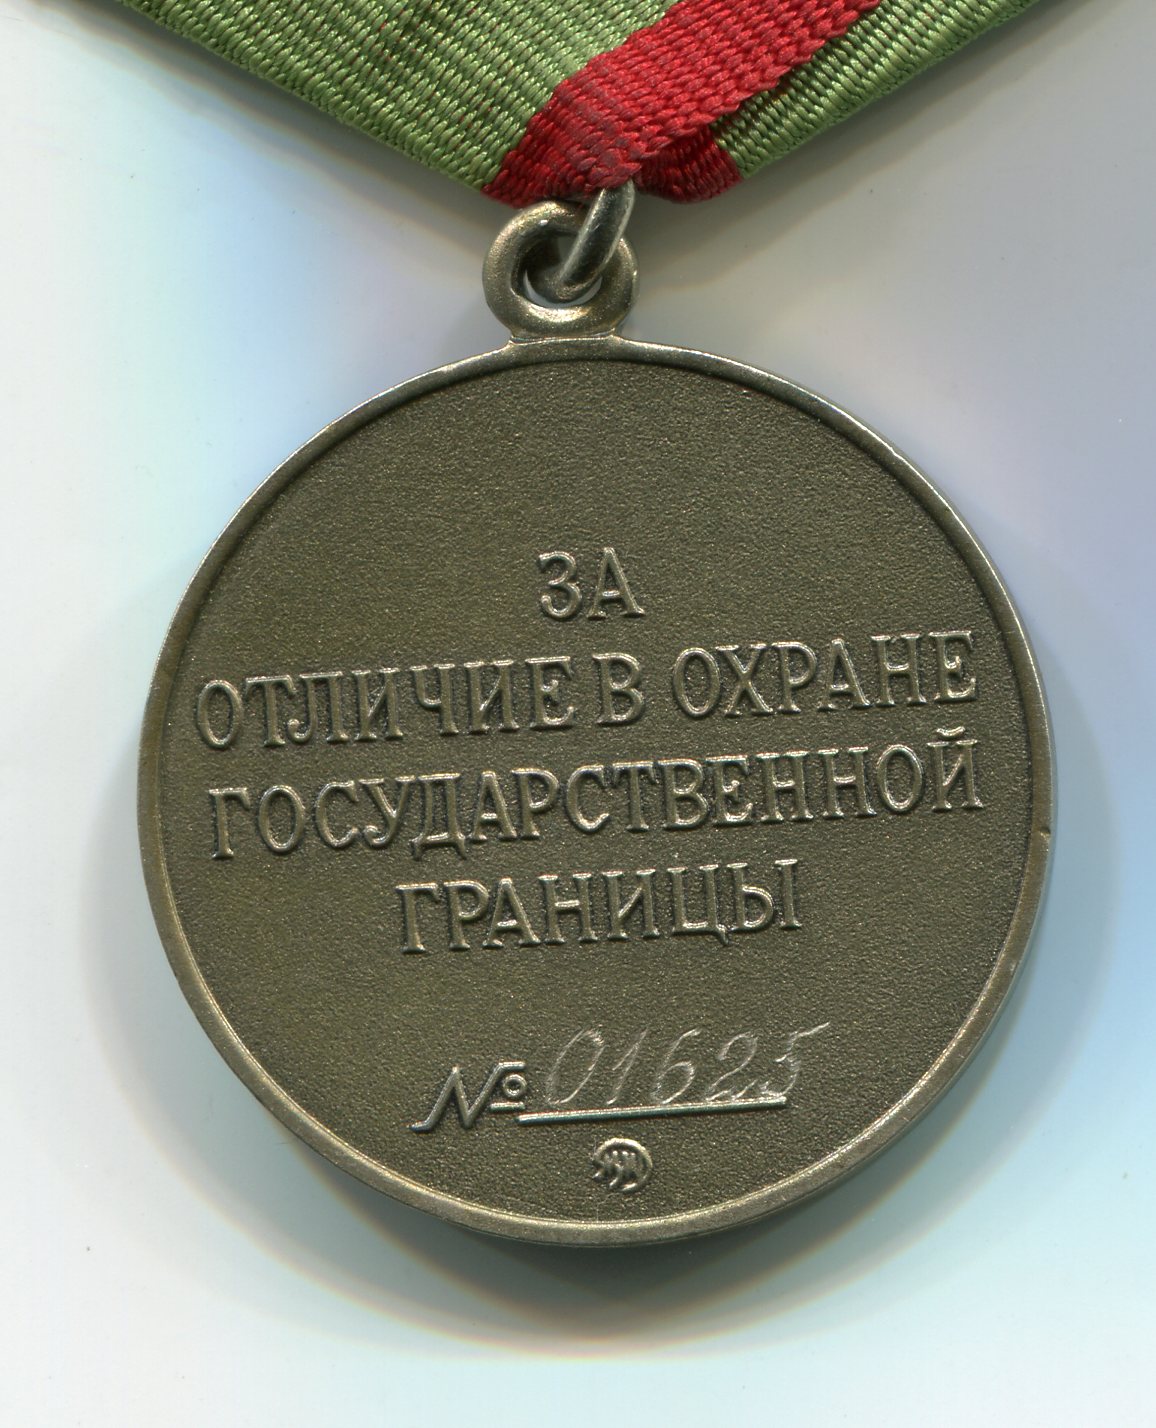 ЗА
ОТЛИЧИЕ В ОХРАНЕ
ГОСУДАРСТВЕННОЙ
ГРАНИЦЫ
№ 01625